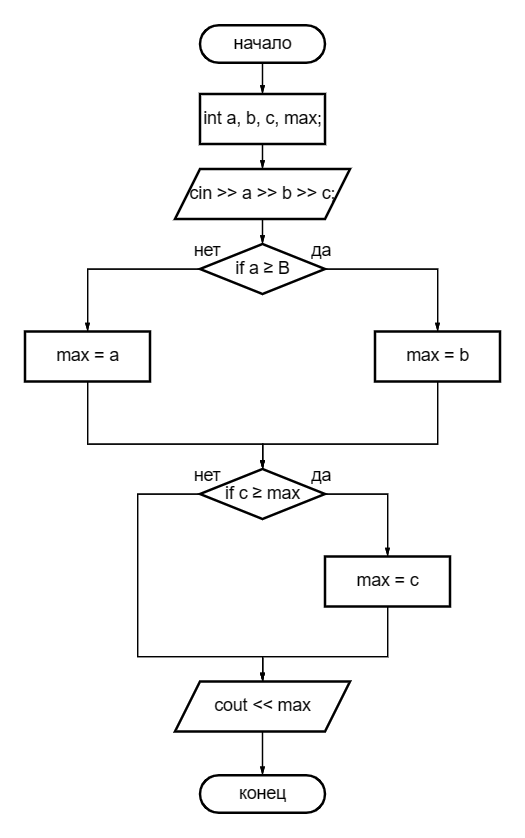 начало
int a, b, c, max;
cin >> a >> b >> c;
нет
да
if a ≥ B
max = a
max = b
нет
да
if c ≥ max
max = c
cout << max
конец